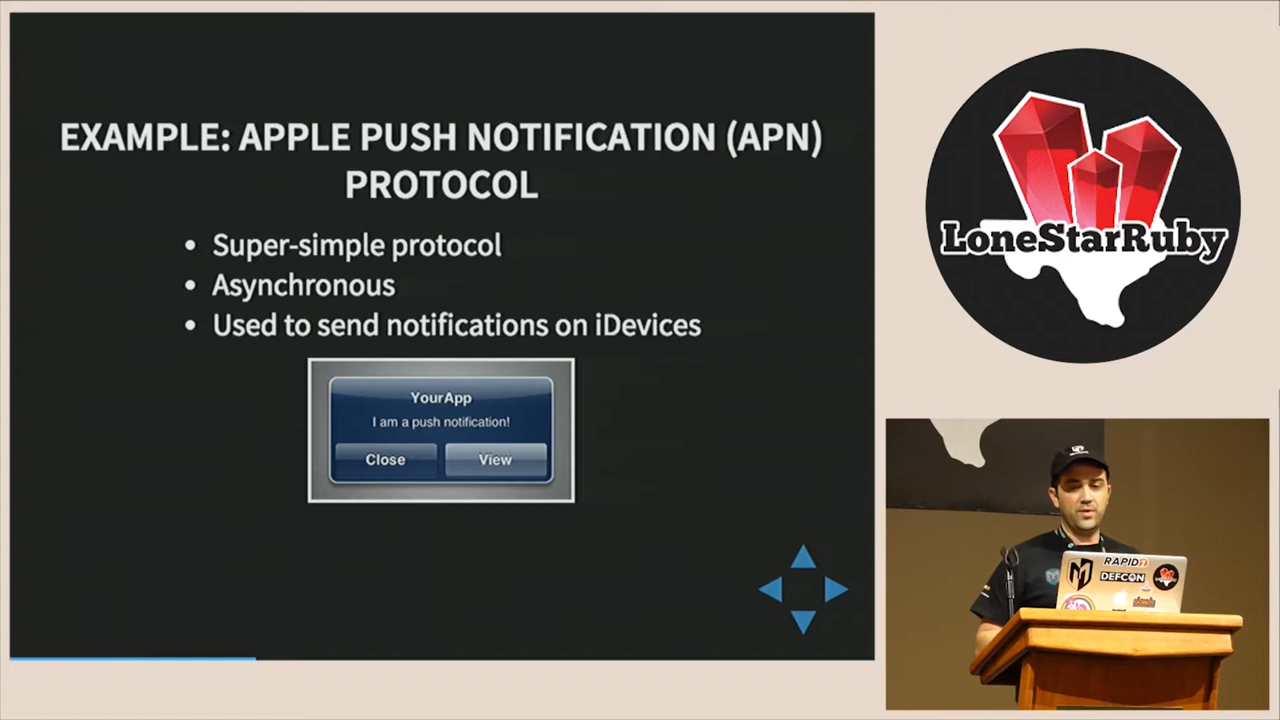 EXAMPLE: APPLE PUSH NOTIFICATION (APN)
PROTOCOL
• Super-simple protocol
• Asynchronous
• Used to send notifications on iDevices
YourApp
I am a push notification!
Close
View
LoneStarRuby
RAPID7
DEFCON